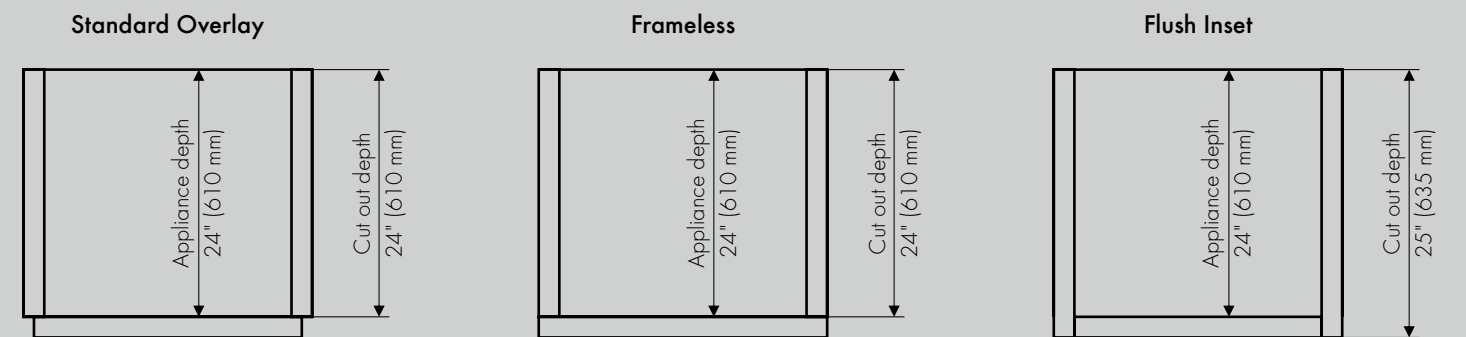 Standard Overlay
Appliance depth
24" (610 mm)
Cut out depth
24" (610 mm)
Frameless
Appliance depth
24" (610 mm)
Cut out depth
24" (610 mm)
Flush Inset
Appliance depth
24" (610 mm)
Cut out depth
25" (635 mm)